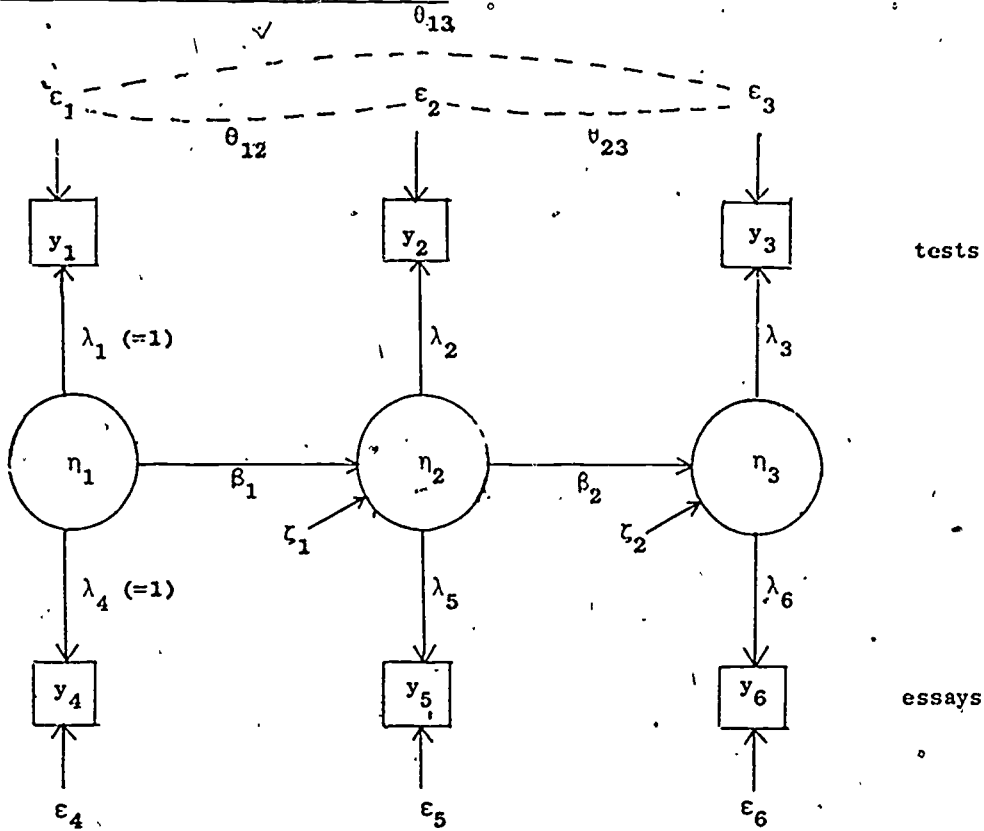 θ13
ε1 ε2 ε3
θ12 θ23
y1 y2 y3 tests
λ1 (=1) λ2 λ3
η1 η2 η3
β1 β2
ζ1 ζ2
λ4 (=1) λ5 λ6
y4 y5 y6 essays
ε4 ε5 ε6